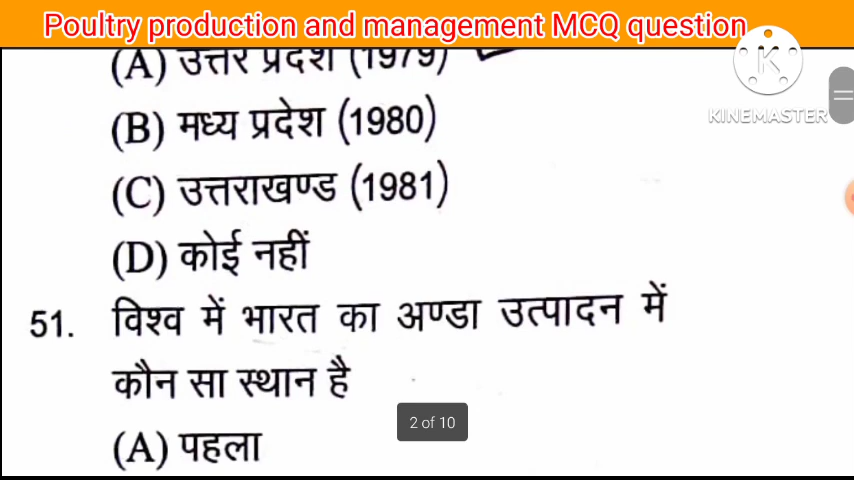 Poultry production and management MCQ question
KINEMASTER
(A) उत्तर प्रदेश (1979)
(B) मध्य प्रदेश (1980)
(C) उत्तराखण्ड (1981)
(D) कोई नहीं
51. विश्व में भारत का अण्डा उत्पादन में
कौन सा स्थान है
2 of 10
(A) पहला